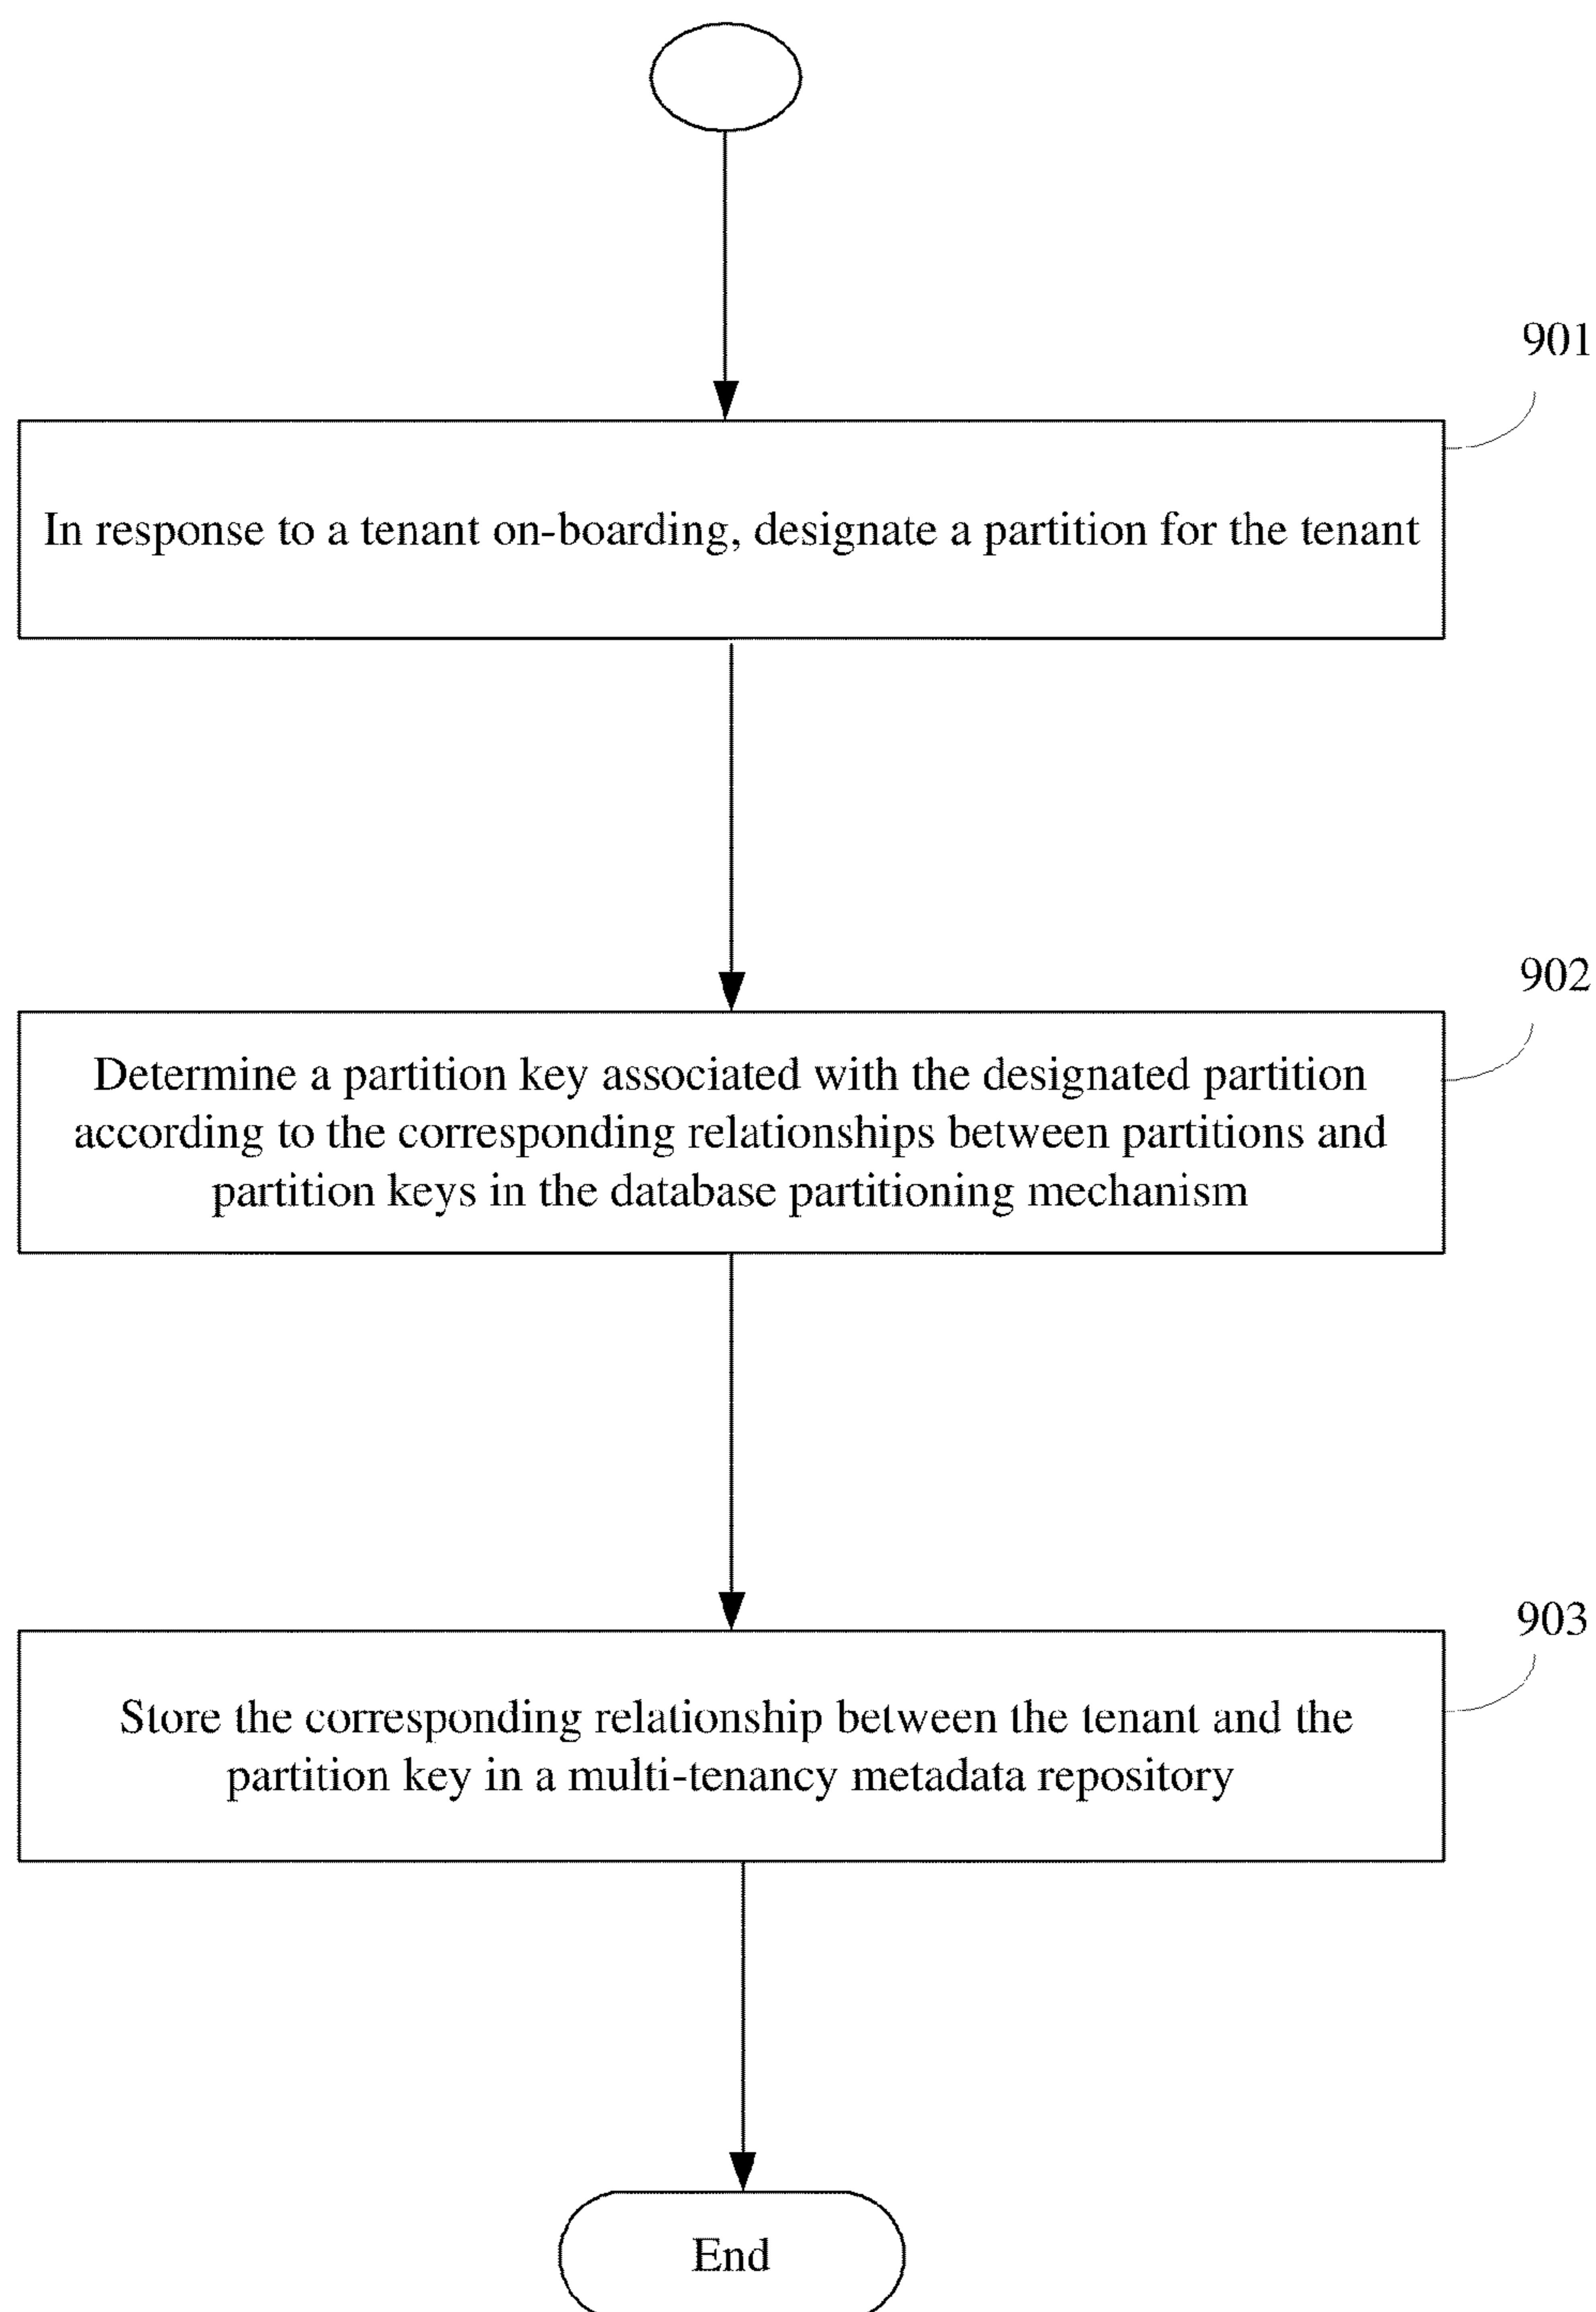 901
In response to a tenant on-boarding, designate a partition for the tenant
902
Determine a partition key associated with the designated partition
according to the corresponding relationships between partitions and
partition keys in the database partitioning mechanism
903
Store the corresponding relationship between the tenant and the
partition key in a multi-tenancy metadata repository
End